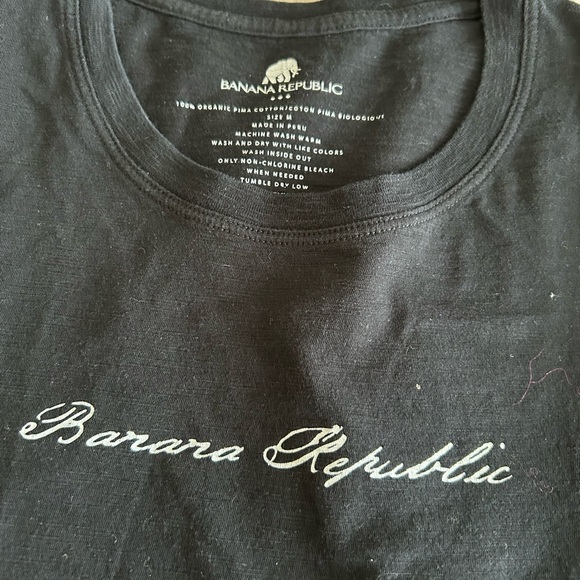 BANANA REPUBLIC
100% ORGANIC PIMA COTTON/COTON PIMA BIOLOGIQUE
SIZE M
MADE IN PERU
MACHINE WASH WARM
WASH AND DRY WITH LIKE COLORS
WASH INSIDE OUT
ONLY NON-CHLORINE BLEACH
WHEN NEEDED
TUMBLE DRY LOW
Banana Republic